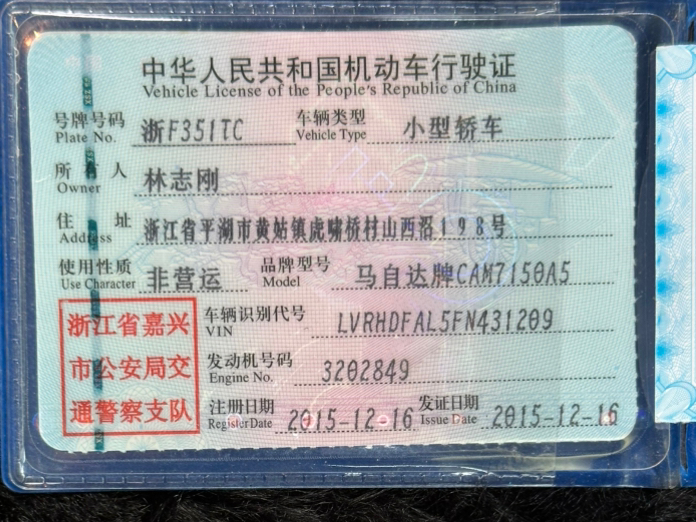 中华人民共和国机动车行驶证
Vehicle License of the People's Republic of China
号牌号码 浙F351TC 车辆类型 小型轿车
Plate No. Vehicle Type
所有人 林志刚
Owner
住址 浙江省平湖市黄姑镇虎啸桥村山西沼198号
Address
使用性质 非营运 品牌型号 马自达牌CAM7150A5
Use Character Model
浙江省嘉兴
市公安局交
通警察支队
车辆识别代号 LVRHDFAL5FN431209
VIN
发动机号码 3202849
Engine No.
注册日期 2015-12-16 发证日期 2015-12-16
Register Date Issue Date